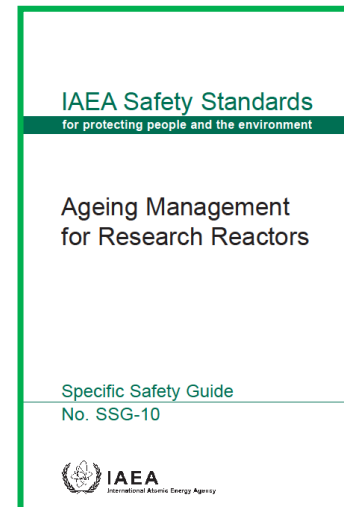 IAEA Safety Standards
for protecting people and the environment
Ageing Management
for Research Reactors
Specific Safety Guide
No. SSG-10
IAEA
International Atomic Energy Agency